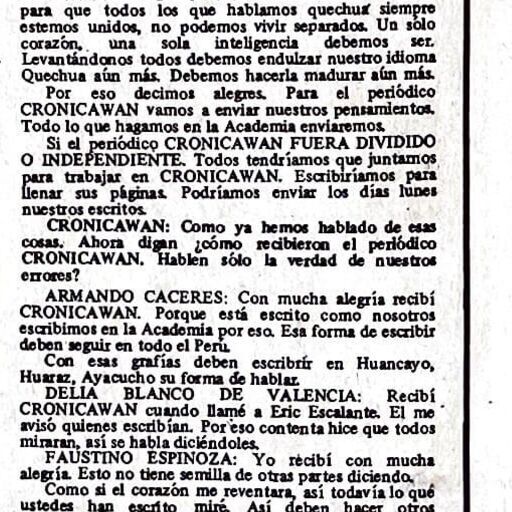 para que todos los que hablamos quechua siempre
estemos unidos, no podemos vivir separados. Un sólo
corazón, una sola inteligencia debemos ser.
Levantándonos todos debemos endulzar nuestro idioma
Quechua aún más. Debemos hacerla madurar aún más.
Por eso decimos alegres. Para el periódico
CRONICAWAN vamos a enviar nuestros pensamientos.
Todo lo que hagamos en la Academia enviaremos.
Si el periódico CRONICAWAN FUERA DIVIDIDO
O INDEPENDIENTE. Todos tendríamos que juntarnos
para trabajar en CRONICAWAN. Escribiríamos para
llenar sus páginas. Podríamos enviar los días lunes
nuestros escritos.
CRONICAWAN: Como ya hemos hablado de esas
cosas. Ahora digan ¿cómo recibieron el periódico
CRONICAWAN. Hablen sólo la verdad de nuestros
errores?
ARMANDO CACERES: Con mucha alegría recibí
CRONICAWAN. Porque está escrito como nosotros
escribimos en la Academia por eso. Esa forma de escribir
deben seguir en todo el Perú.
Con esas grafías deben escribrir en Huancayo,
Huaraz, Ayacucho su forma de hablar.
DELIA BLANCO DE VALENCIA: Recibí
CRONICAWAN cuando llamé a Eric Escalante. El me
avisó quienes escribían. Por eso contenta hice que todos
miraran, así se habla diciéndoles.
FAUSTINO ESPINOZA: Yo recibí con mucha
alegría. Esto no tiene semilla de otras partes diciendo.
Como si el corazón me reventara, así todavía lo que
ustedes han escrito miré. Así deben hacer otros